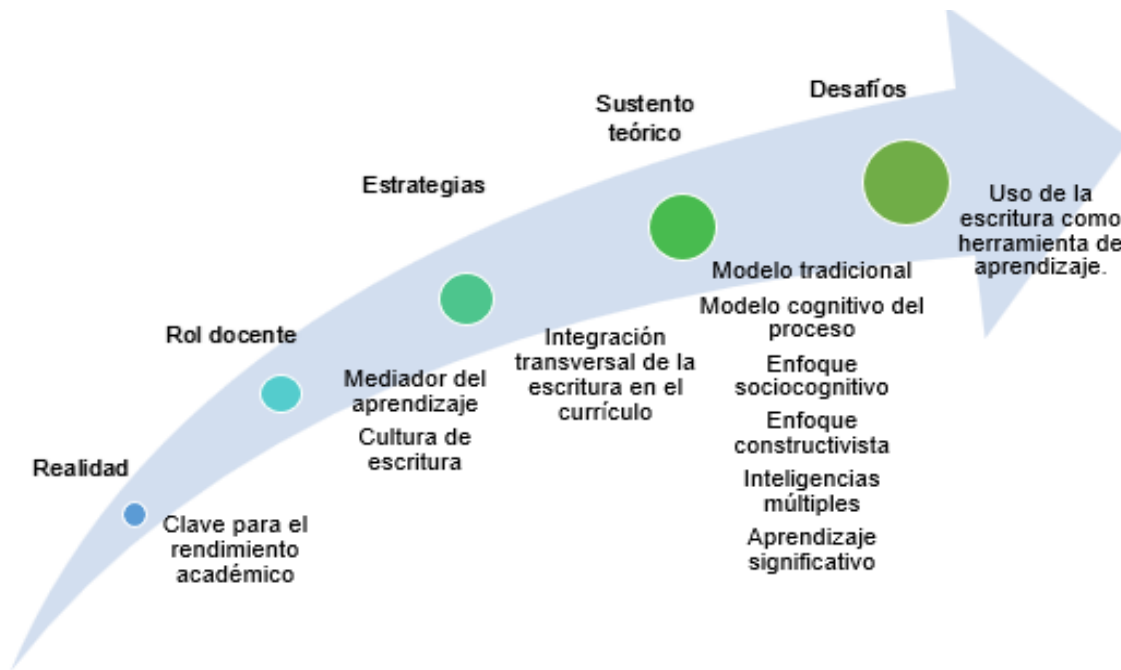 Realidad
Clave para el
rendimiento
académico
Rol docente
Mediador del
aprendizaje
Cultura de
escritura
Estrategias
Integración
transversal de la
escritura en el
currículo
Sustento
teórico
Modelo tradicional
Modelo cognitivo del
proceso
Enfoque
sociocognitivo
Enfoque
constructivista
Inteligencias
múltiples
Aprendizaje
significativo
Desafíos
Uso de la
escritura como
herramienta de
aprendizaje.